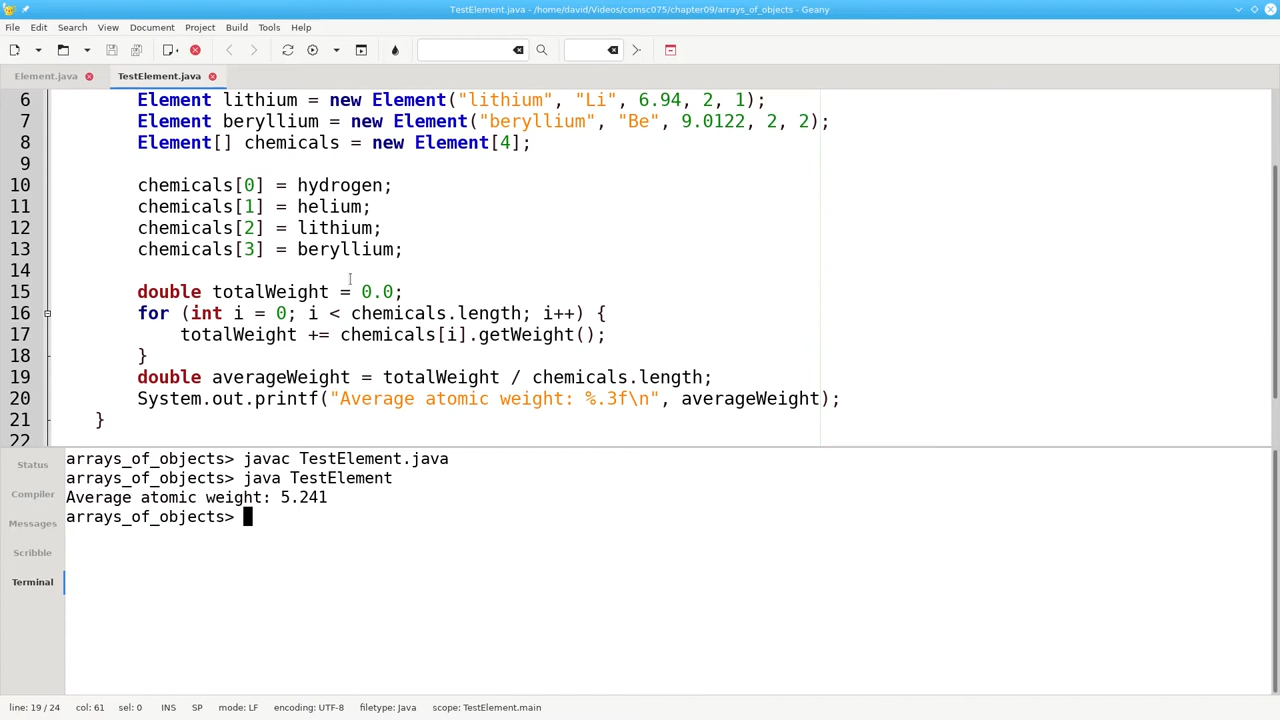 TestElement.java - /home/david/Videos/comsc075/chapter09/arrays_of_objects - Geany
File Edit Search View Document Project Build Tools Help
Element.java TestElement.java
6 Element lithium = new Element("lithium", "Li", 6.94, 2, 1);
7 Element beryllium = new Element("beryllium", "Be", 9.0122, 2, 2);
8 Element[] chemicals = new Element[4];
9
10 chemicals[0] = hydrogen;
11 chemicals[1] = helium;
12 chemicals[2] = lithium;
13 chemicals[3] = beryllium;
14
15 double totalWeight = 0.0;
16 for (int i = 0; i < chemicals.length; i++) {
17 totalWeight += chemicals[i].getWeight();
18 }
19 double averageWeight = totalWeight / chemicals.length;
20 System.out.printf("Average atomic weight: %.3f\n", averageWeight);
21 }
22
Status
Compiler
Messages
Scribble
Terminal
arrays_of_objects> javac TestElement.java
arrays_of_objects> java TestElement
Average atomic weight: 5.241
arrays_of_objects>
line: 19 / 24 col: 61 sel: 0 INS SP mode: LF encoding: UTF-8 filetype: Java scope: TestElement.main